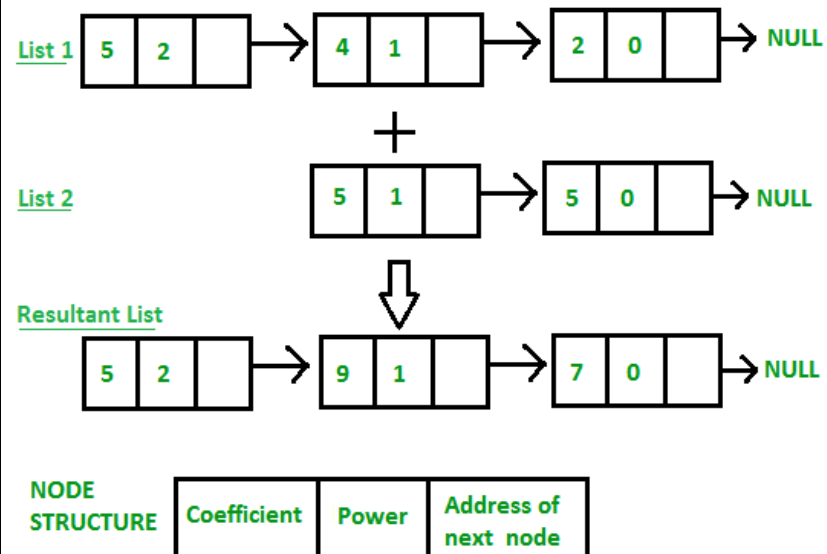 List 1 5 2 4 1 2 0 NULL
+
List 2 5 1 5 0 NULL
Resultant List
5 2 9 1 7 0 NULL
NODE
STRUCTURE
Coefficient Power
Address of
next node